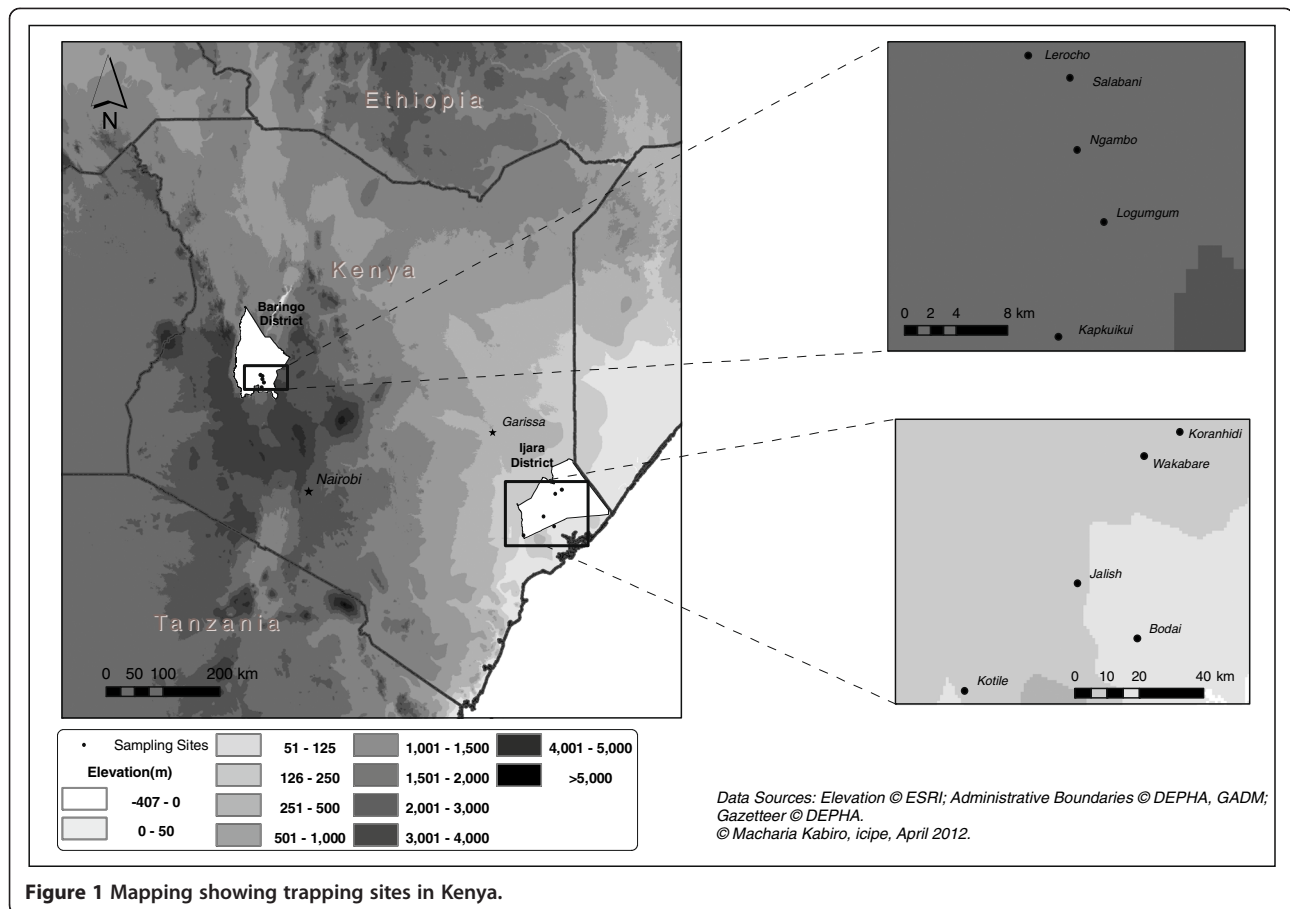 N
Ethiopia
Kenya
Baringo
District
Garissa
Ijara
District
Nairobi
Tanzania
0 50 100 200 km
Lerocho
Salabani
Ngambo
Logumgum
0 2 4 8 km
Kapkuikui
Koranhidi
Wakabare
Jalish
Bodai
Kotile
0 10 20 40 km
Sampling Sites
Elevation(m)
-407 - 0
0 - 50
51 - 125
126 - 250
251 - 500
501 - 1,000
1,001 - 1,500
1,501 - 2,000
2,001 - 3,000
3,001 - 4,000
4,001 - 5,000
>5,000
Data Sources: Elevation © ESRI; Administrative Boundaries © DEPHA, GADM;
Gazetteer © DEPHA.
© Macharia Kabiro, icipe, April 2012.
Figure 1 Mapping showing trapping sites in Kenya.